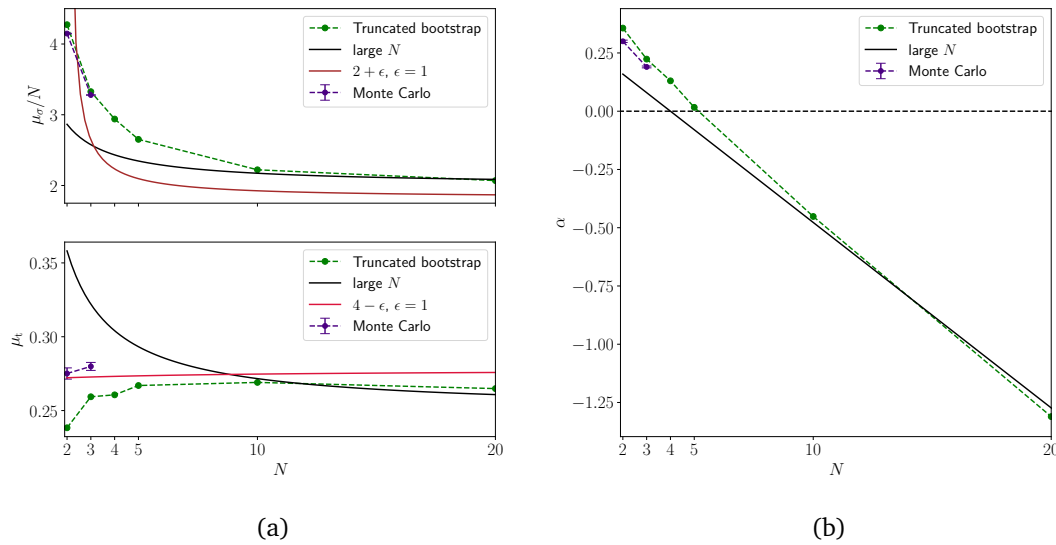 4
3
2
μσ/N
Truncated bootstrap
large N
2 + ϵ, ϵ = 1
Monte Carlo
0.35
0.30
0.25
μt
Truncated bootstrap
large N
4 − ϵ, ϵ = 1
Monte Carlo
2 3 4 5 10 20
N
(a)
0.25
0.00
−0.25
−0.50
−0.75
−1.00
−1.25
α
Truncated bootstrap
large N
Monte Carlo
2 3 4 5 10 20
N
(b)